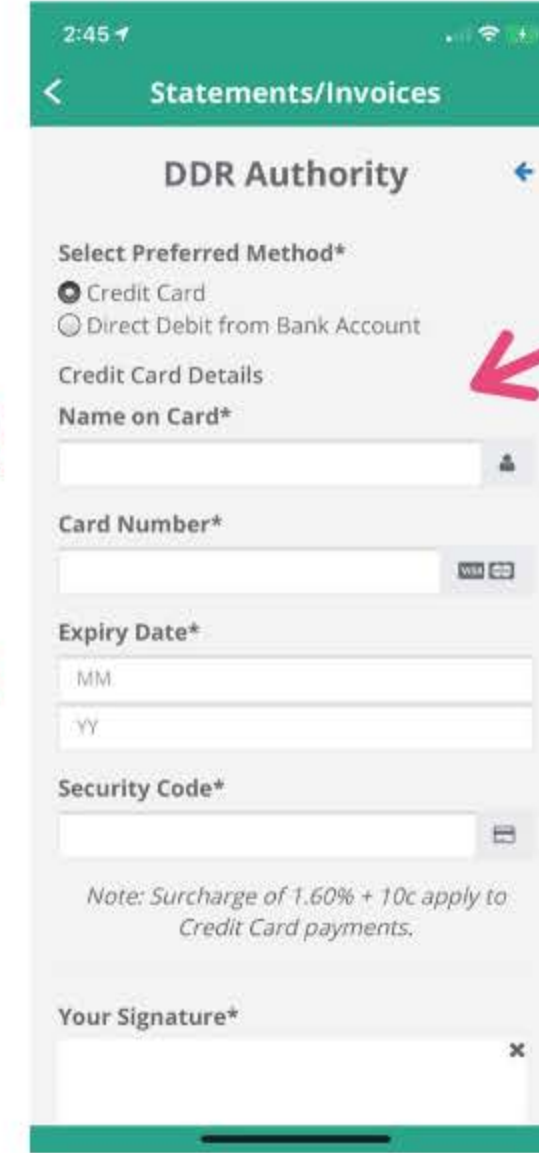 2:45
Statements/Invoices
DDR Authority
Select Preferred Method*
Credit Card
Direct Debit from Bank Account
Credit Card Details
Name on Card*
Card Number*
VISA
Expiry Date*
MM
YY
Security Code*
Note: Surcharge of 1.60% + 10c apply to
Credit Card payments.
Your Signature*